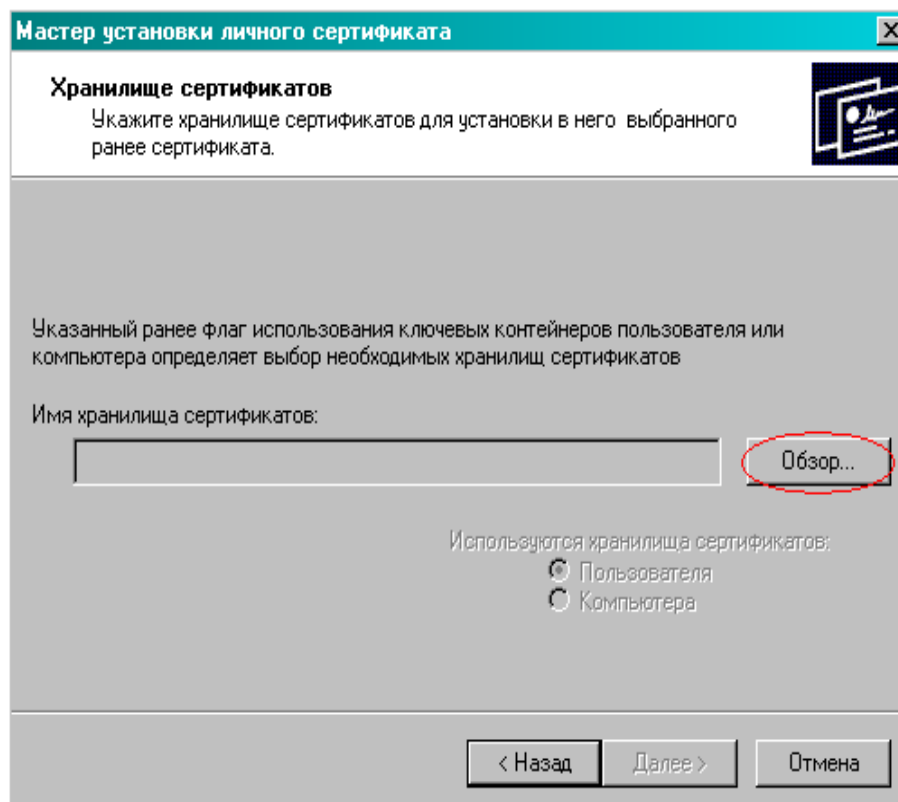 Мастер установки личного сертификата
Хранилище сертификатов
Укажите хранилище сертификатов для установки в него выбранного
ранее сертификата.
Указанный ранее флаг использования ключевых контейнеров пользователя или
компьютера определяет выбор необходимых хранилищ сертификатов
Имя хранилища сертификатов:
Обзор...
Используются хранилища сертификатов:
Пользователя
Компьютера
< Назад
Далее >
Отмена